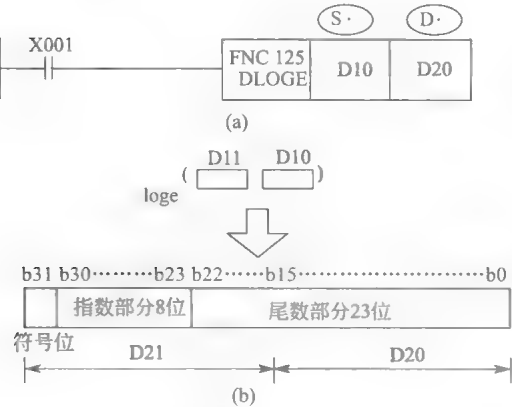 S· D·
X001
FNC 125
DLOGE D10 D20
(a)
D11 D10
( )
loge
b31 b30………b23 b22……b15……………………b0
指数部分8位 尾数部分23位
符号位
D21 D20
(b)